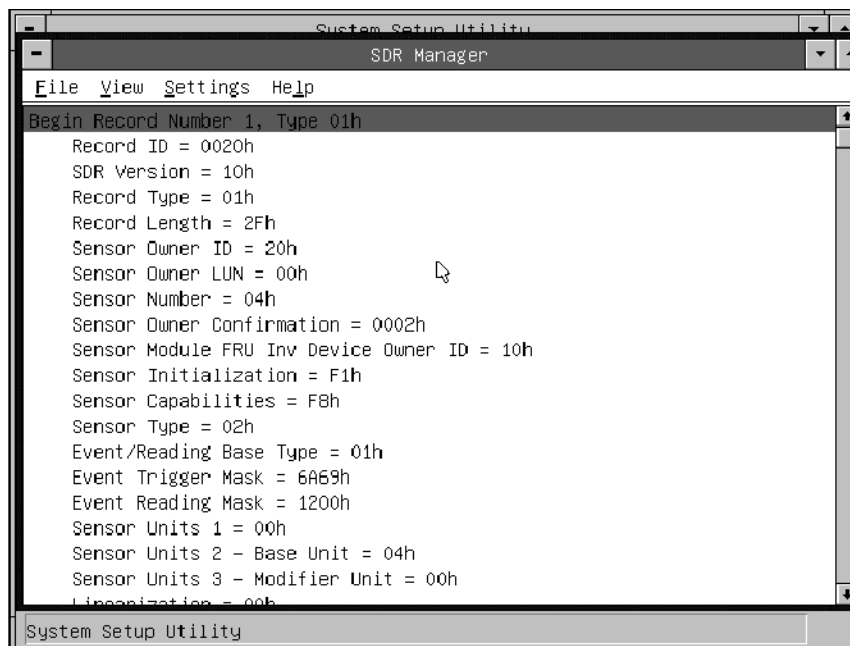 System Setup Utility
SDR Manager
File View Settings Help
Begin Record Number 1, Type 01h
Record ID = 0020h
SDR Version = 10h
Record Type = 01h
Record Length = 2Fh
Sensor Owner ID = 20h
Sensor Owner LUN = 00h
Sensor Number = 04h
Sensor Owner Confirmation = 0002h
Sensor Module FRU Inv Device Owner ID = 10h
Sensor Initialization = F1h
Sensor Capabilities = F8h
Sensor Type = 02h
Event/Reading Base Type = 01h
Event Trigger Mask = 6A69h
Event Reading Mask = 1200h
Sensor Units 1 = 00h
Sensor Units 2 - Base Unit = 04h
Sensor Units 3 - Modifier Unit = 00h
Linearization = 00h
System Setup Utility